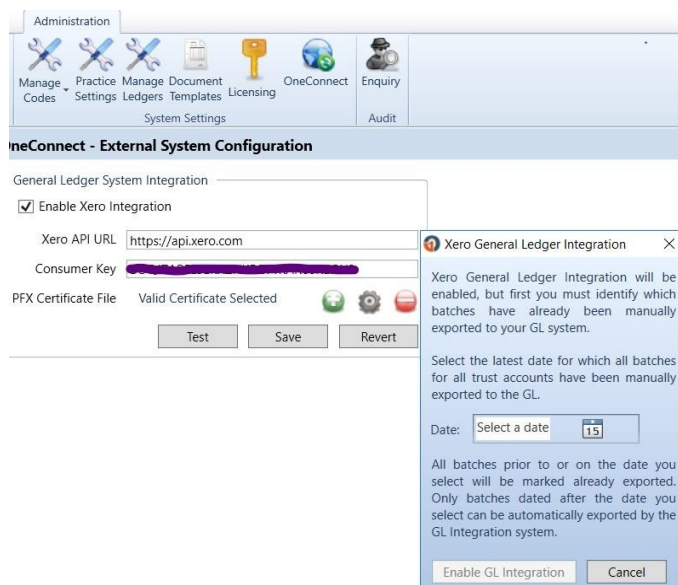 Administration
Manage Codes
Practice Settings
Manage Ledgers
Document Templates
Licensing
OneConnect
Enquiry
System Settings
Audit
neConnect - External System Configuration
General Ledger System Integration
Enable Xero Integration
Xero API URL
https://api.xero.com
Consumer Key
PFX Certificate File
Valid Certificate Selected
Test
Save
Revert
Xero General Ledger Integration
Xero General Ledger Integration will be
enabled, but first you must identify which
batches have already been manually
exported to your GL system.
Select the latest date for which all batches
for all trust accounts have been manually
exported to the GL.
Date:
Select a date
15
All batches prior to or on the date you
select will be marked already exported.
Only batches dated after the date you
select can be automatically exported by the
GL Integration system.
Enable GL Integration
Cancel